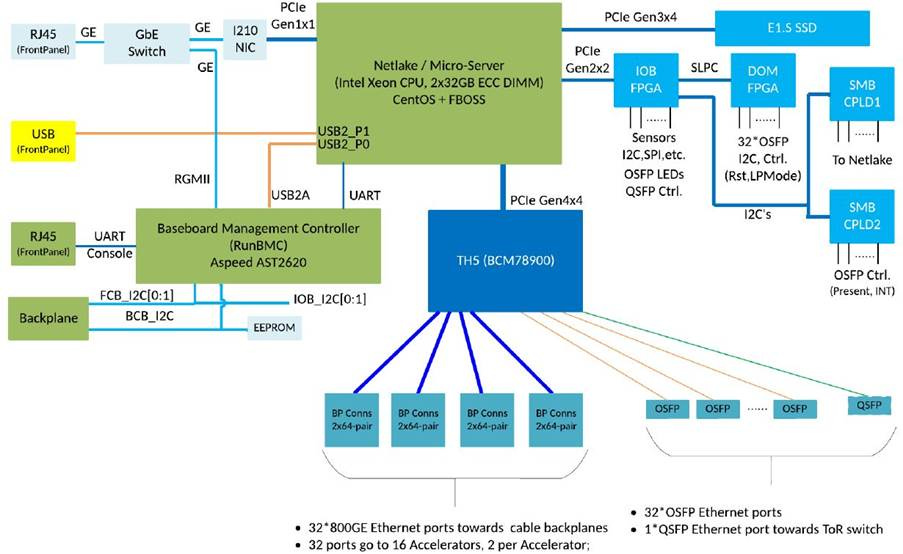 RJ45
(FrontPanel)
GE
GbE
Switch
GE
I210
NIC
PCIe
Gen1x1
GE
Netlake / Micro-Server
(Intel Xeon CPU, 2x32GB ECC DIMM)
CentOS + FBOSS
PCIe Gen3x4
E1.S SSD
PCIe
Gen2x2
IOB
FPGA
SLPC
DOM
FPGA
SMB
CPLD1
USB
(FrontPanel)
USB2_P1
USB2_P0
Sensors
I2C,SPI,etc.
OSFP LEDs
QSFP Ctrl.
32*OSFP
I2C, Ctrl.
(Rst,LPMode)
To Netlake
RGMII
USB2A
UART
PCIe Gen4x4
I2C's
SMB
CPLD2
RJ45
(FrontPanel)
UART
Console
Baseboard Management Controller
(RunBMC)
Aspeed AST2620
TH5 (BCM78900)
OSFP Ctrl.
(Present, INT)
Backplane
FCB_I2C[0:1]
IOB_I2C[0:1]
BCB_I2C
EEPROM
BP Conns
2x64-pair
BP Conns
2x64-pair
BP Conns
2x64-pair
BP Conns
2x64-pair
OSFP
OSFP
......
OSFP
QSFP
• 32*800GE Ethernet ports towards cable backplanes
• 32 ports go to 16 Accelerators, 2 per Accelerator;
• 32*OSFP Ethernet ports
• 1*QSFP Ethernet port towards ToR switch